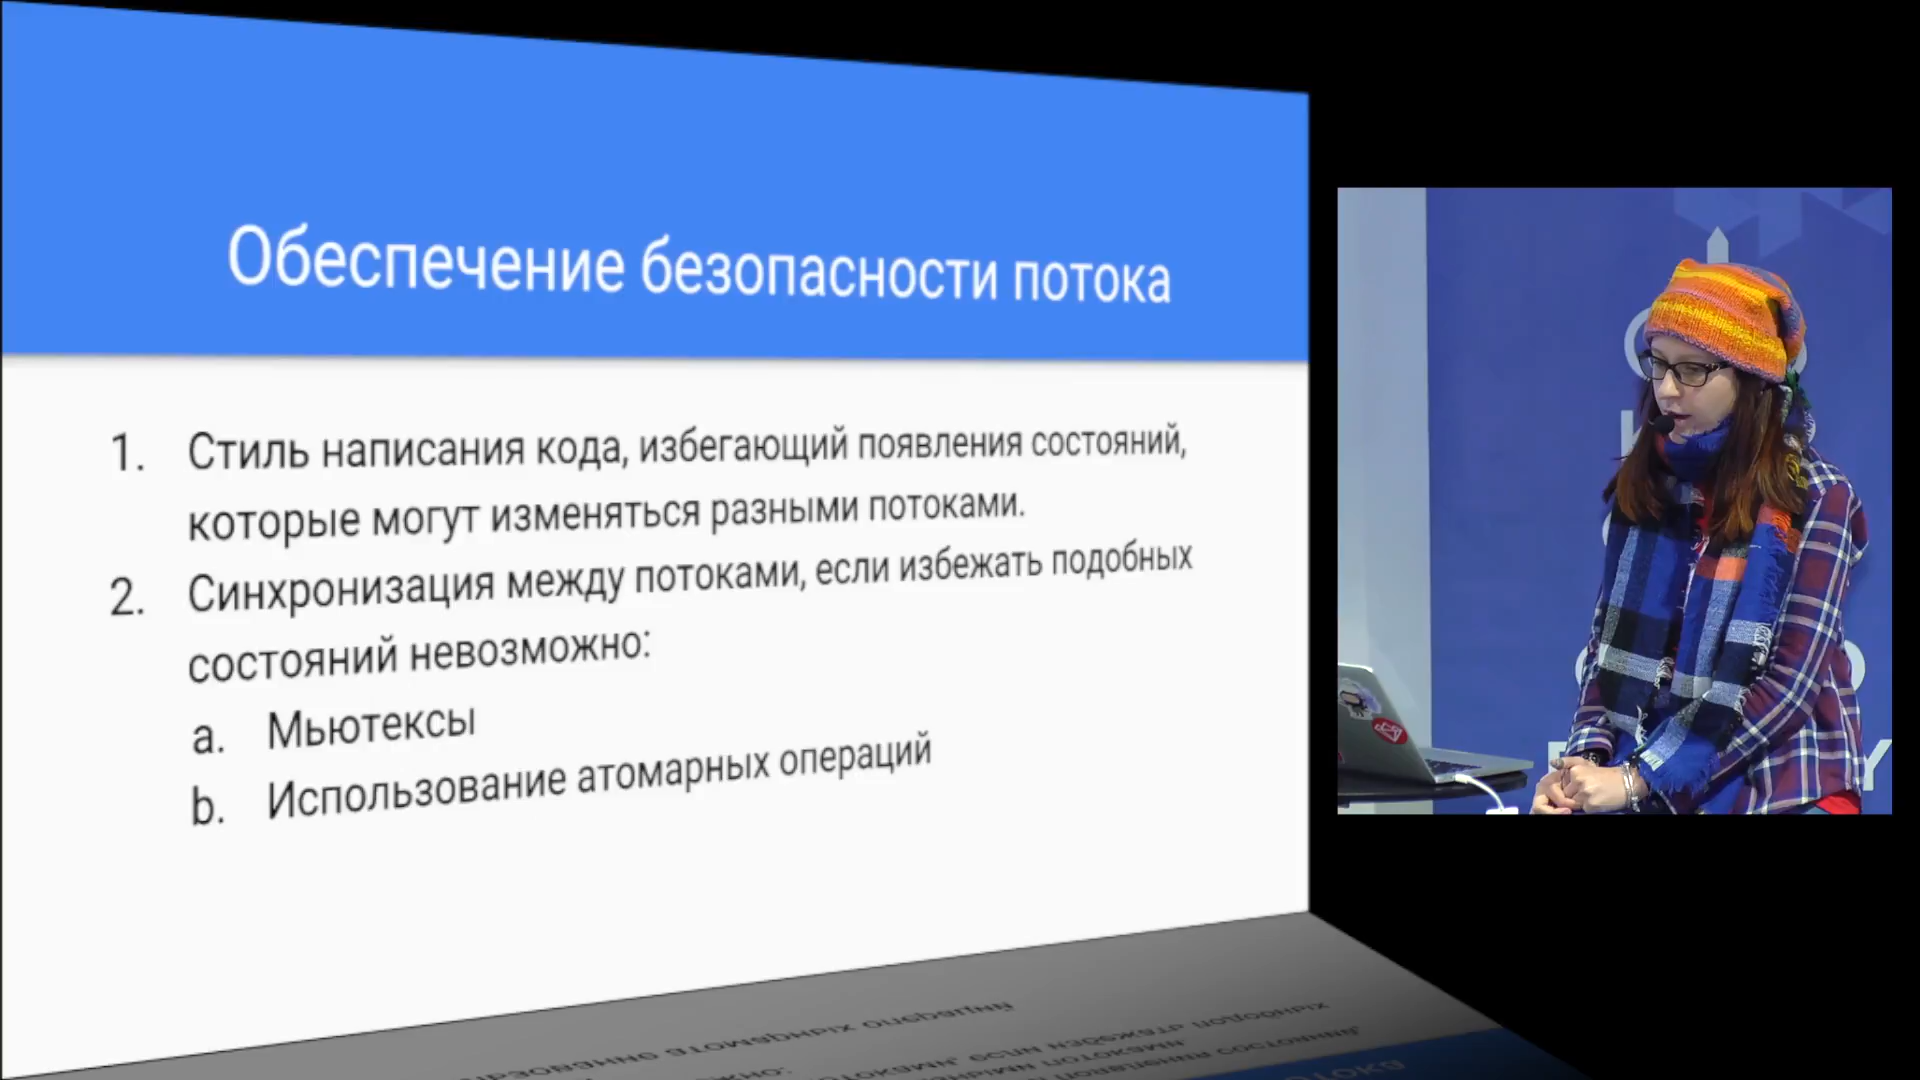 Обеспечение безопасности потока
1. Стиль написания кода, избегающий появления состояний,
которые могут изменяться разными потоками.
2. Синхронизация между потоками, если избежать подобных
состояний невозможно:
a. Мьютексы
b. Использование атомарных операций